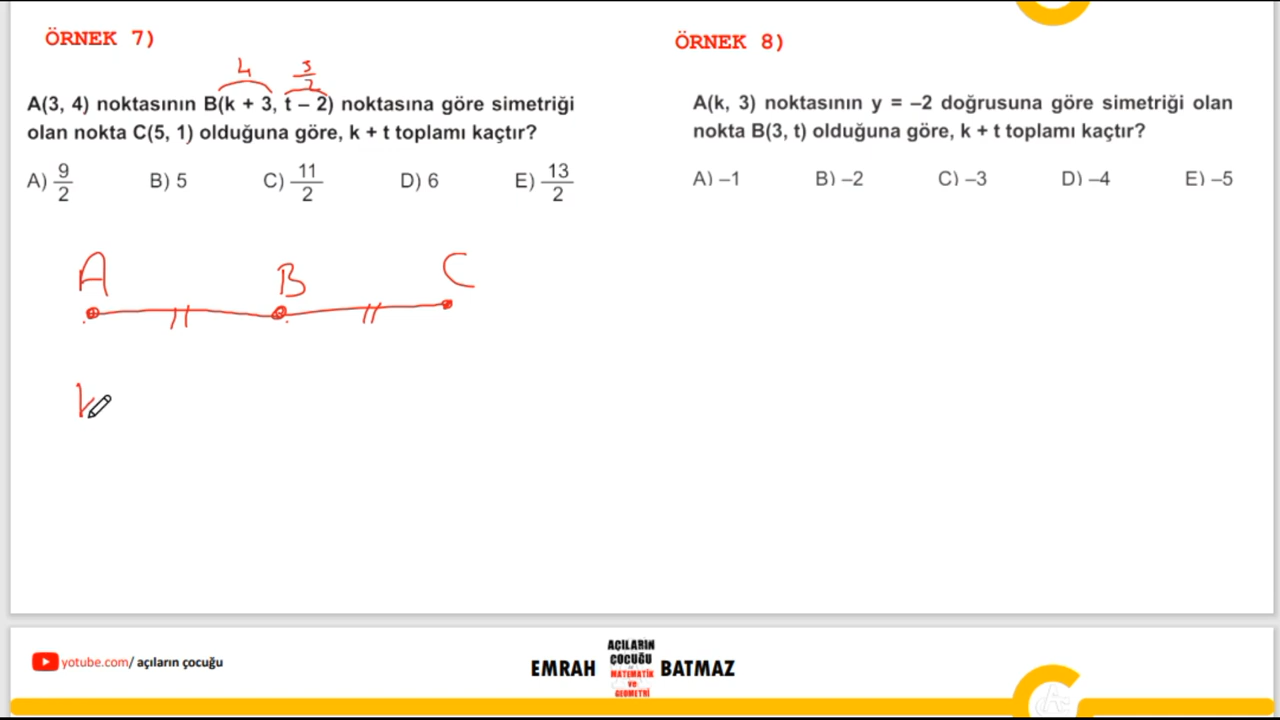 ÖRNEK 7)
4 5/2
A(3, 4) noktasının B(k + 3, t – 2) noktasına göre simetriği
olan nokta C(5, 1) olduğuna göre, k + t toplamı kaçtır?
A) 9/2 B) 5 C) 11/2 D) 6 E) 13/2
A B C
k
ÖRNEK 8)
A(k, 3) noktasının y = –2 doğrusuna göre simetriği olan
nokta B(3, t) olduğuna göre, k + t toplamı kaçtır?
A) –1 B) –2 C) –3 D) –4 E) –5
yotube.com/ açıların çocuğu
EMRAH BATMAZ
AÇILARIN
ÇOCUĞU
MATEMATİK
ve
GEOMETRİ